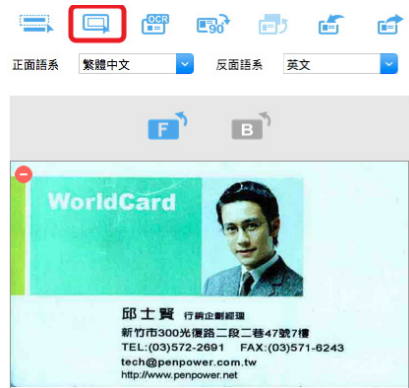 OCR
90°
正面語系 繁體中文 反面語系 英文
F B
WorldCard
邱士賢 行銷企劃經理
新竹市300光復路二段二巷47號7樓
TEL:(03)572-2691 FAX:(03)571-6243
tech@penpower.com.tw
http://www.penpower.net